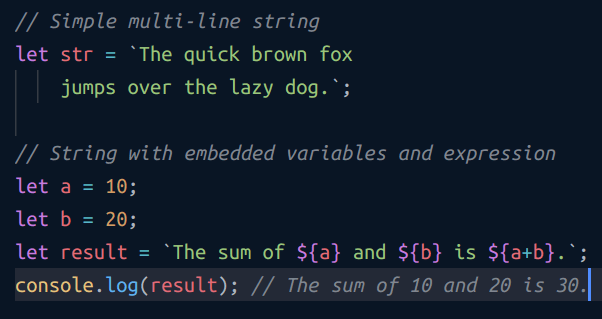 // Simple multi-line string
let str = `The quick brown fox
    jumps over the lazy dog.`;

// String with embedded variables and expression
let a = 10;
let b = 20;
let result = `The sum of ${a} and ${b} is ${a+b}.`;
console.log(result); // The sum of 10 and 20 is 30.